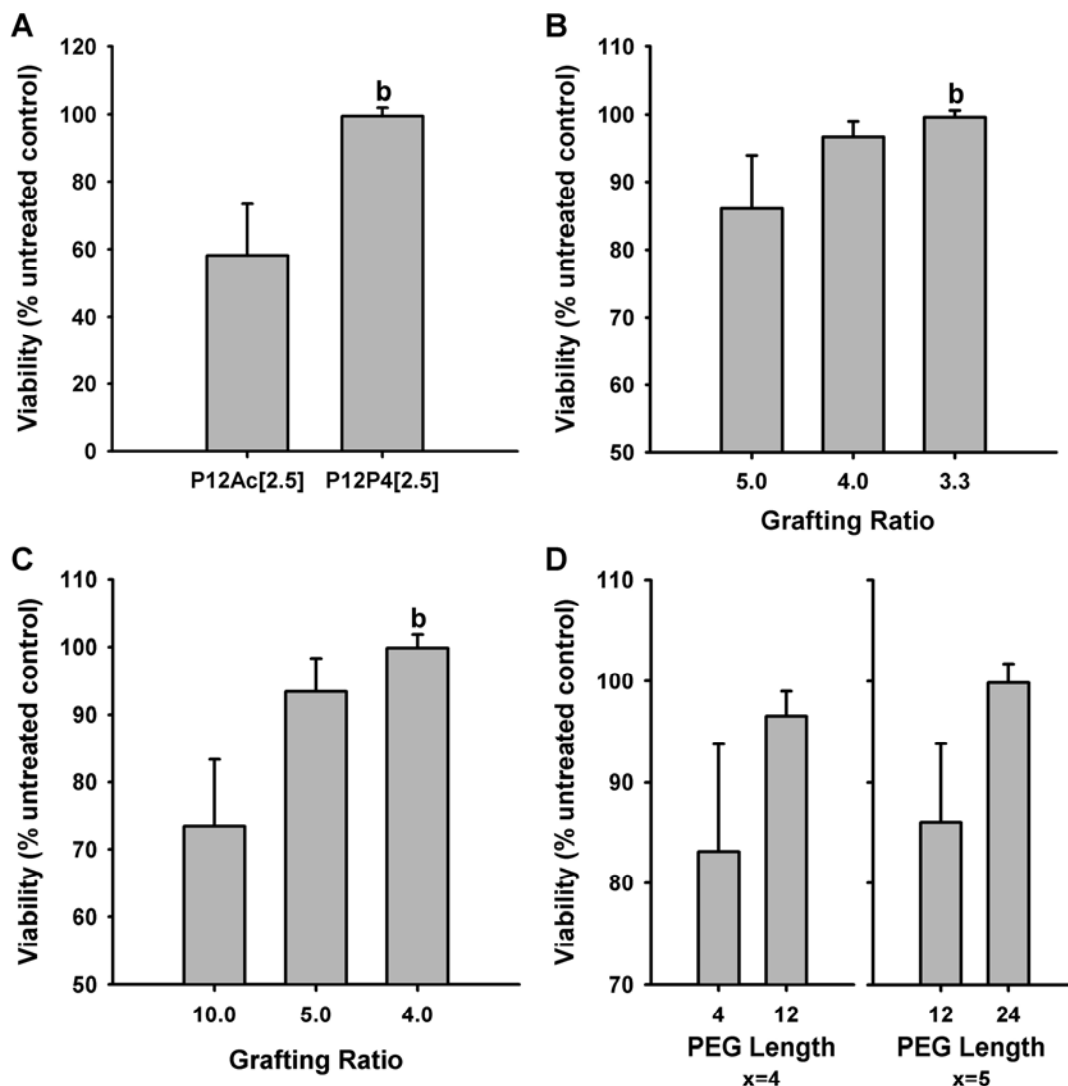 A
Viability (% untreated control)
120
100
80
60
40
20
0
b
P12Ac[2.5] P12P4[2.5]
B
Viability (% untreated control)
110
100
90
80
70
60
50
b
5.0 4.0 3.3
Grafting Ratio
C
Viability (% untreated control)
110
100
90
80
70
60
50
b
10.0 5.0 4.0
Grafting Ratio
D
Viability (% untreated control)
110
100
90
80
70
4 12 12 24
PEG Length PEG Length
x=4 x=5